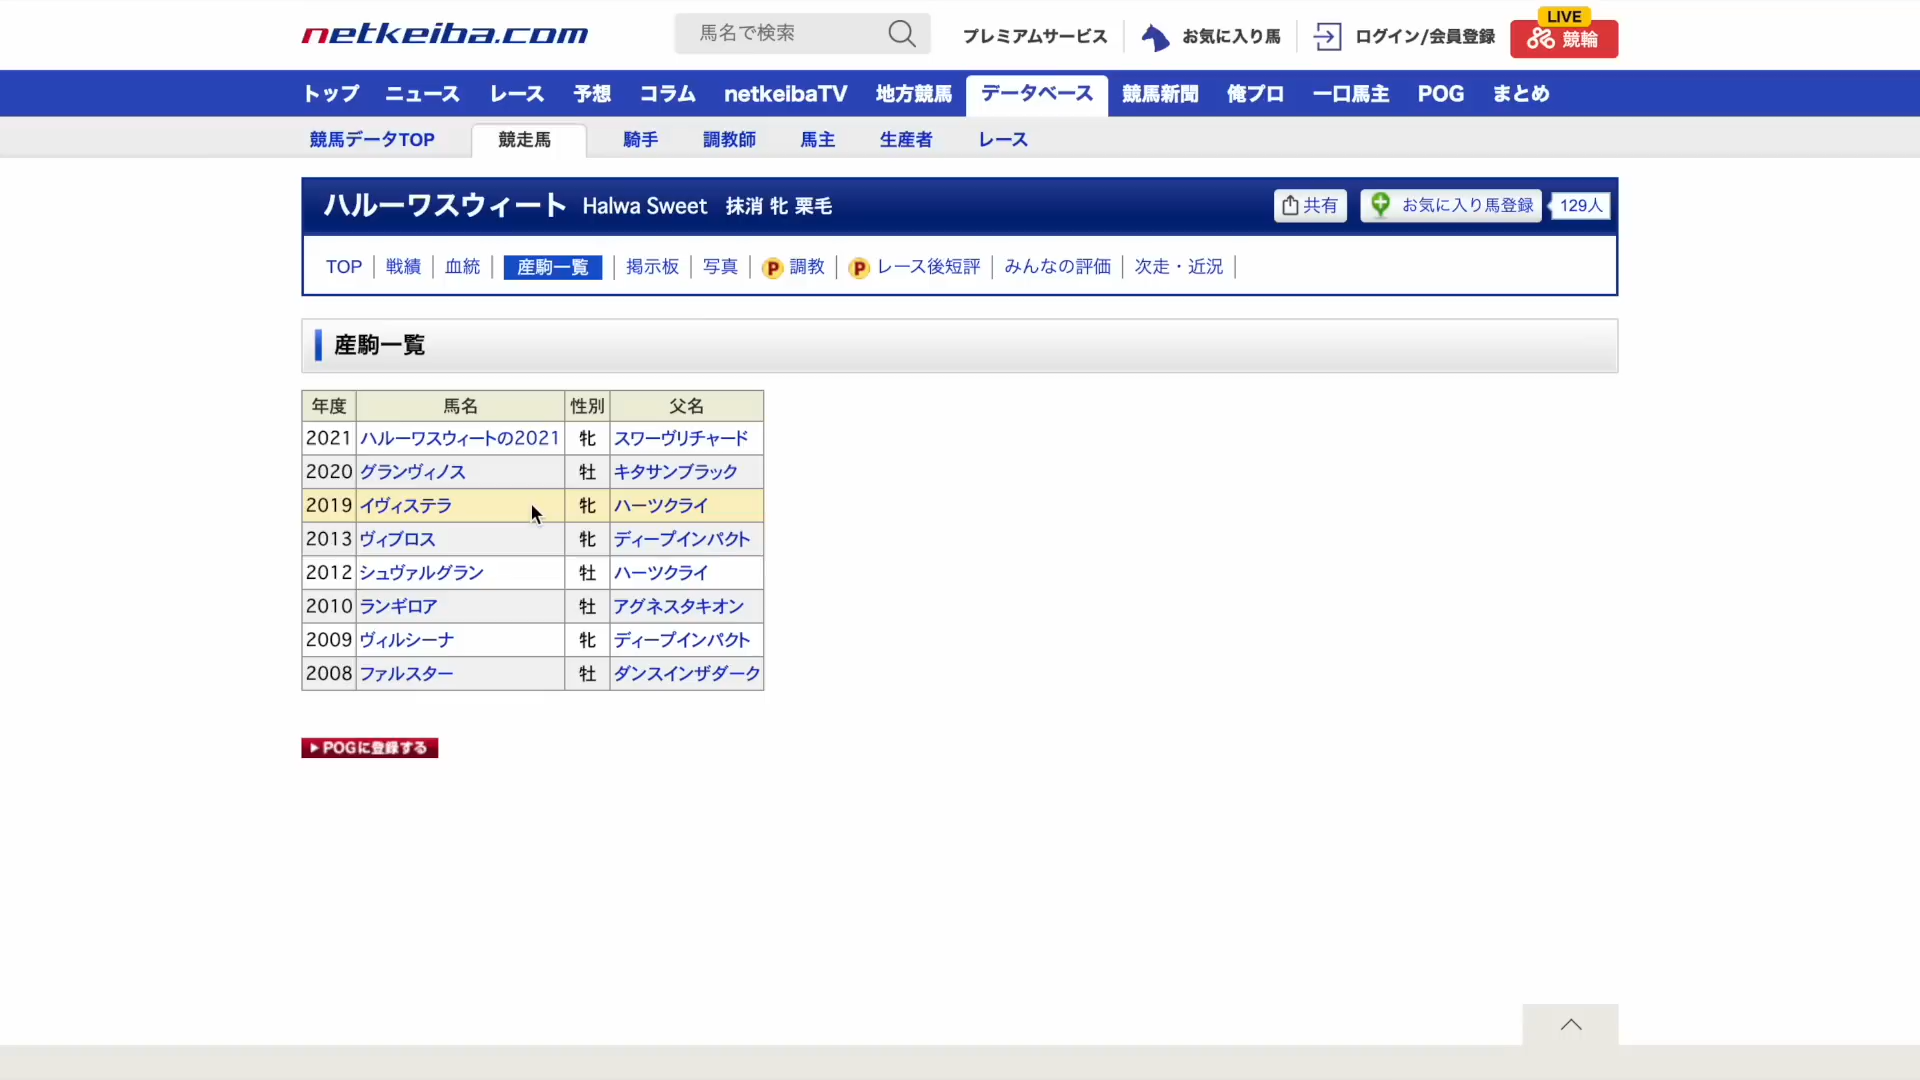 netkeiba.com 馬名で検索 プレミアムサービス お気に入り馬 ログイン/会員登録 LIVE 競輪
トップ ニュース レース 予想 コラム netkeibaTV 地方競馬 データベース 競馬新聞 俺プロ 一口馬主 POG まとめ
競馬データTOP 競走馬 騎手 調教師 馬主 生産者 レース
ハルーワスウィート Halwa Sweet 抹消 牝 栗毛 共有 お気に入り馬登録 129人
TOP 戦績 血統 産駒一覧 掲示板 写真 P 調教 P レース後短評 みんなの評価 次走・近況
産駒一覧
年度 馬名 性別 父名
2021 ハルーワスウィートの2021 牝 スワーヴリチャード
2020 グランヴィノス 牡 キタサンブラック
2019 イヴィステラ 牝 ハーツクライ
2013 ヴィブロス 牝 ディープインパクト
2012 シュヴァルグラン 牡 ハーツクライ
2010 ランギロア 牡 アグネスタキオン
2009 ヴィルシーナ 牝 ディープインパクト
2008 ファルスター 牡 ダンスインザダーク
POGに登録する